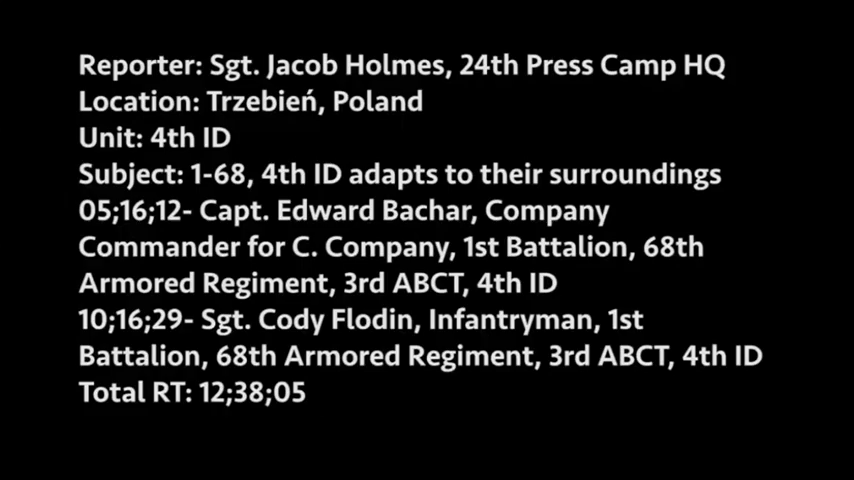 Reporter: Sgt. Jacob Holmes, 24th Press Camp HQ
Location: Trzebień, Poland
Unit: 4th ID
Subject: 1-68, 4th ID adapts to their surroundings
05;16;12- Capt. Edward Bachar, Company
Commander for C. Company, 1st Battalion, 68th
Armored Regiment, 3rd ABCT, 4th ID
10;16;29- Sgt. Cody Flodin, Infantryman, 1st
Battalion, 68th Armored Regiment, 3rd ABCT, 4th ID
Total RT: 12;38;05